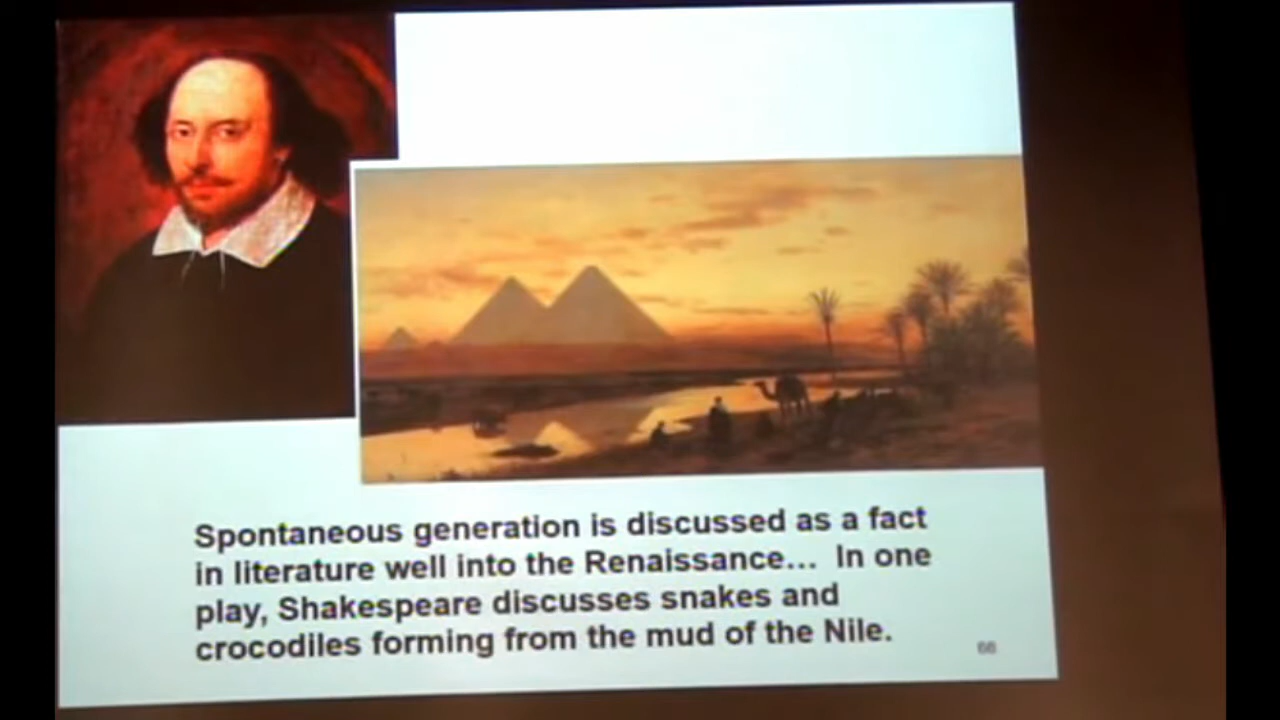 Spontaneous generation is discussed as a fact
in literature well into the Renaissance... In one
play, Shakespeare discusses snakes and
crocodiles forming from the mud of the Nile.
66